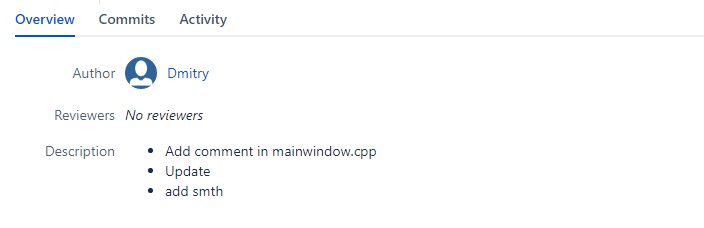 Overview Commits Activity
Author Dmitry
Reviewers No reviewers
Description • Add comment in mainwindow.cpp
• Update
• add smth